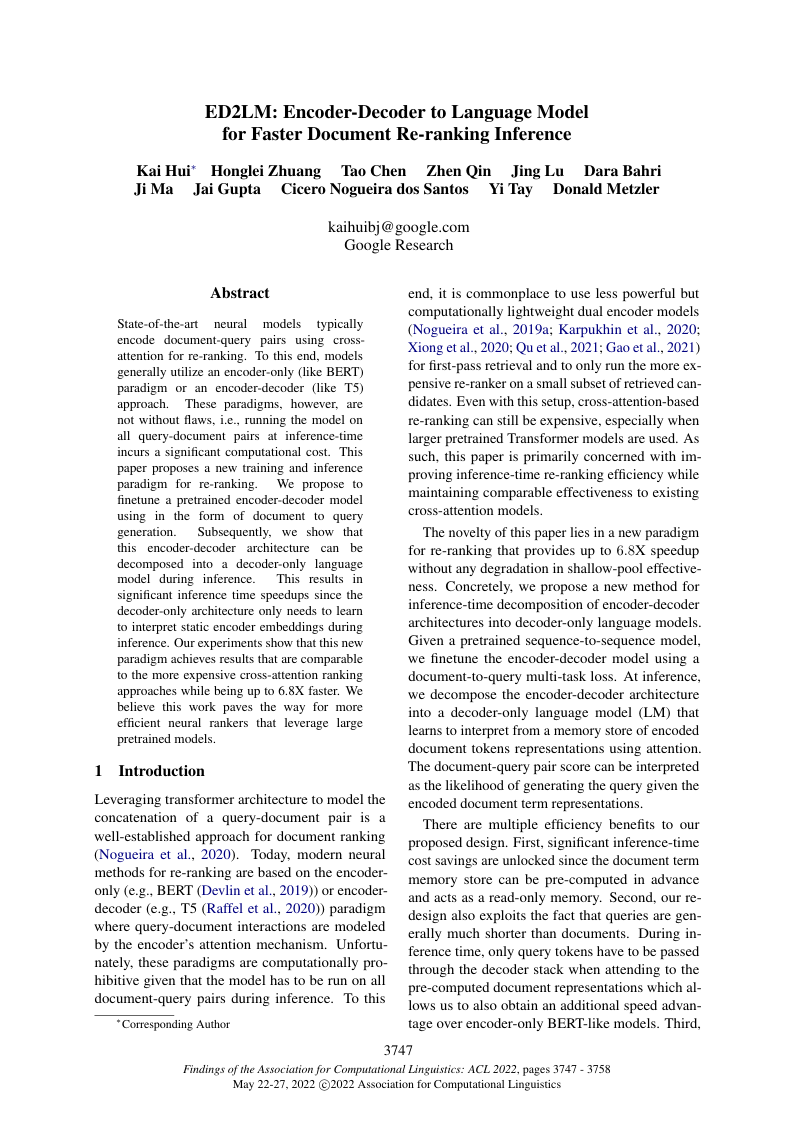 ED2LM: Encoder-Decoder to Language Model
for Faster Document Re-ranking Inference
Kai Hui* Honglei Zhuang Tao Chen Zhen Qin Jing Lu Dara Bahri
Ji Ma Jai Gupta Cicero Nogueira dos Santos Yi Tay Donald Metzler
kaihuibj@google.com
Google Research
Abstract
State-of-the-art neural models typically
encode document-query pairs using cross-
attention for re-ranking. To this end, models
generally utilize an encoder-only (like BERT)
paradigm or an encoder-decoder (like T5)
approach. These paradigms, however, are
not without flaws, i.e., running the model on
all query-document pairs at inference-time
incurs a significant computational cost. This
paper proposes a new training and inference
paradigm for re-ranking. We propose to
finetune a pretrained encoder-decoder model
using in the form of document to query
generation. Subsequently, we show that
this encoder-decoder architecture can be
decomposed into a decoder-only language
model during inference. This results in
significant inference time speedups since the
decoder-only architecture only needs to learn
to interpret static encoder embeddings during
inference. Our experiments show that this new
paradigm achieves results that are comparable
to the more expensive cross-attention ranking
approaches while being up to 6.8X faster. We
believe this work paves the way for more
efficient neural rankers that leverage large
pretrained models.
1 Introduction
Leveraging transformer architecture to model the
concatenation of a query-document pair is a
well-established approach for document ranking
(Nogueira et al., 2020). Today, modern neural
methods for re-ranking are based on the encoder-
only (e.g., BERT (Devlin et al., 2019)) or encoder-
decoder (e.g., T5 (Raffel et al., 2020)) paradigm
where query-document interactions are modeled
by the encoder's attention mechanism. Unfortu-
nately, these paradigms are computationally pro-
hibitive given that the model has to be run on all
document-query pairs during inference. To this
*Corresponding Author
end, it is commonplace to use less powerful but
computationally lightweight dual encoder models
(Nogueira et al., 2019a; Karpukhin et al., 2020;
Xiong et al., 2020; Qu et al., 2021; Gao et al., 2021)
for first-pass retrieval and to only run the more ex-
pensive re-ranker on a small subset of retrieved can-
didates. Even with this setup, cross-attention-based
re-ranking can still be expensive, especially when
larger pretrained Transformer models are used. As
such, this paper is primarily concerned with im-
proving inference-time re-ranking efficiency while
maintaining comparable effectiveness to existing
cross-attention models.
The novelty of this paper lies in a new paradigm
for re-ranking that provides up to 6.8X speedup
without any degradation in shallow-pool effective-
ness. Concretely, we propose a new method for
inference-time decomposition of encoder-decoder
architectures into decoder-only language models.
Given a pretrained sequence-to-sequence model,
we finetune the encoder-decoder model using a
document-to-query multi-task loss. At inference,
we decompose the encoder-decoder architecture
into a decoder-only language model (LM) that
learns to interpret from a memory store of encoded
document tokens representations using attention.
The document-query pair score can be interpreted
as the likelihood of generating the query given the
encoded document term representations.
There are multiple efficiency benefits to our
proposed design. First, significant inference-time
cost savings are unlocked since the document term
memory store can be pre-computed in advance
and acts as a read-only memory. Second, our re-
design also exploits the fact that queries are gen-
erally much shorter than documents. During in-
ference time, only query tokens have to be passed
through the decoder stack when attending to the
pre-computed document representations which al-
lows us to also obtain an additional speed advan-
tage over encoder-only BERT-like models. Third,
3747
Findings of the Association for Computational Linguistics: ACL 2022, pages 3747 - 3758
May 22-27, 2022 ©2022 Association for Computational Linguistics